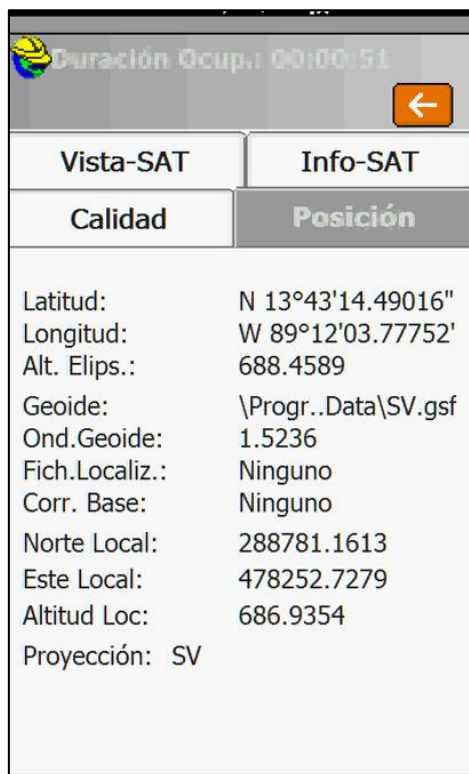 Duración Ocup.: 00:00:51
Vista-SAT Info-SAT
Calidad Posición
Latitud: N 13°43'14.49016"
Longitud: W 89°12'03.77752'
Alt. Elips.: 688.4589
Geoide: \Progr..Data\SV.gsf
Ond.Geoide: 1.5236
Fich.Localiz.: Ninguno
Corr. Base: Ninguno
Norte Local: 288781.1613
Este Local: 478252.7279
Altitud Loc: 686.9354
Proyección: SV